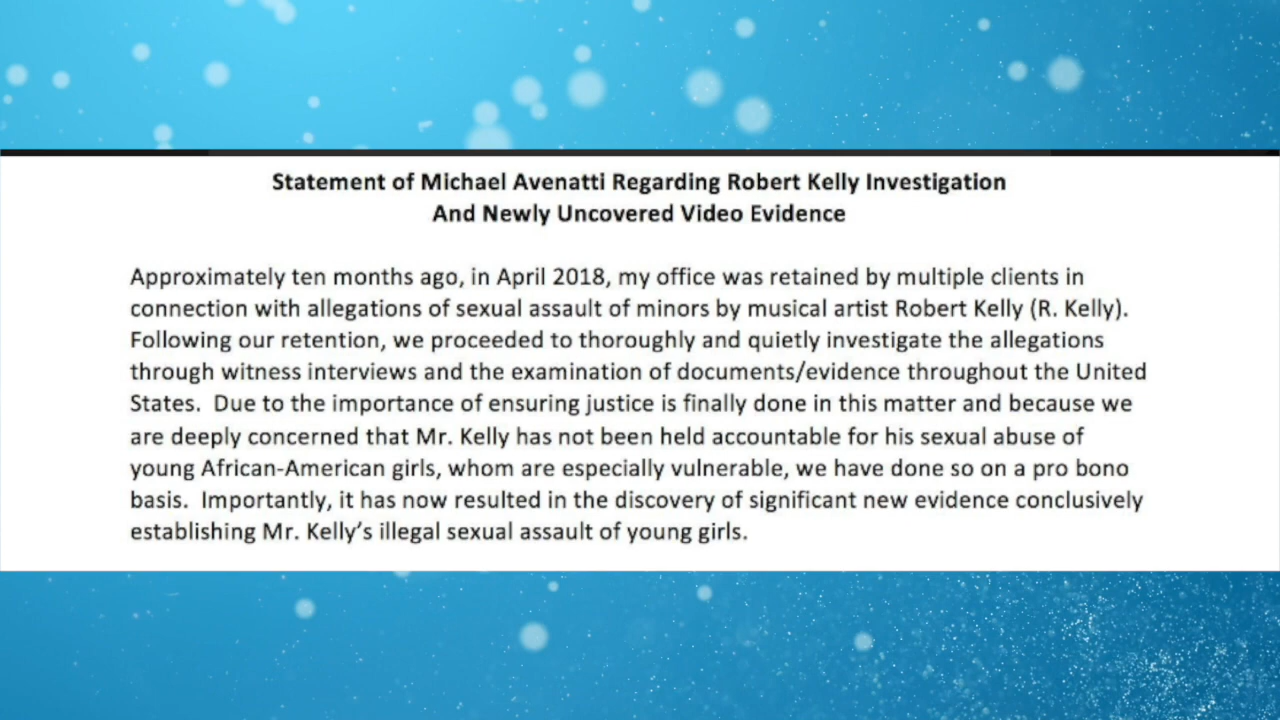 Statement of Michael Avenatti Regarding Robert Kelly Investigation
And Newly Uncovered Video Evidence
Approximately ten months ago, in April 2018, my office was retained by multiple clients in
connection with allegations of sexual assault of minors by musical artist Robert Kelly (R. Kelly).
Following our retention, we proceeded to thoroughly and quietly investigate the allegations
through witness interviews and the examination of documents/evidence throughout the United
States.  Due to the importance of ensuring justice is finally done in this matter and because we
are deeply concerned that Mr. Kelly has not been held accountable for his sexual abuse of
young African-American girls, whom are especially vulnerable, we have done so on a pro bono
basis.  Importantly, it has now resulted in the discovery of significant new evidence conclusively
establishing Mr. Kelly’s illegal sexual assault of young girls.